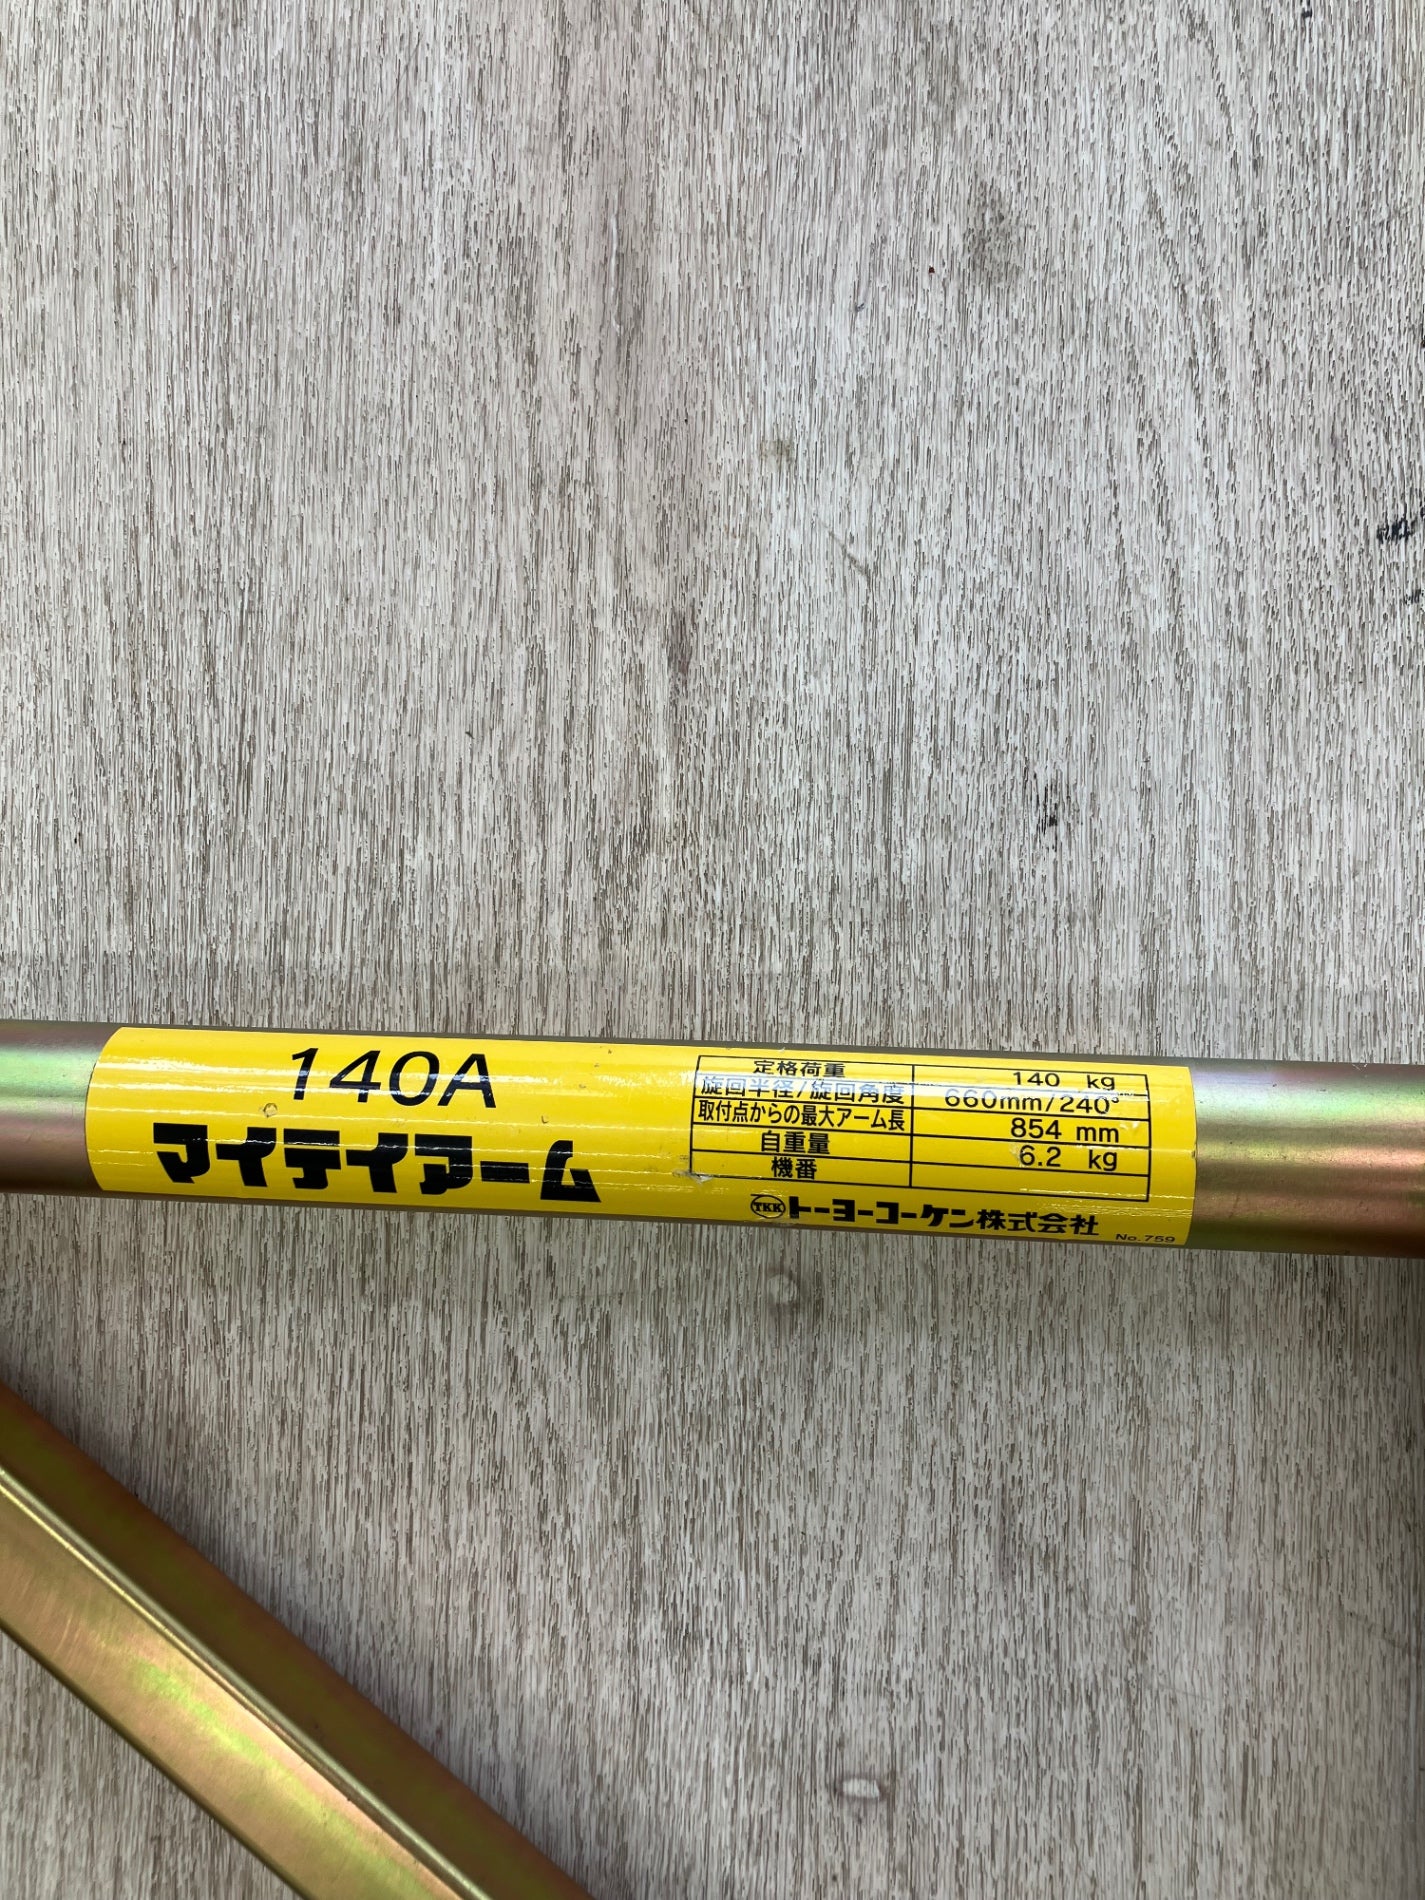 140A
マイティアーム
定格荷重 140 kg
旋回半径/旋回角度 660mm/240°
取付点からの最大アーム長 854 mm
自重量 6.2 kg
機番
TKK トーヨーコーケン株式会社
No.759